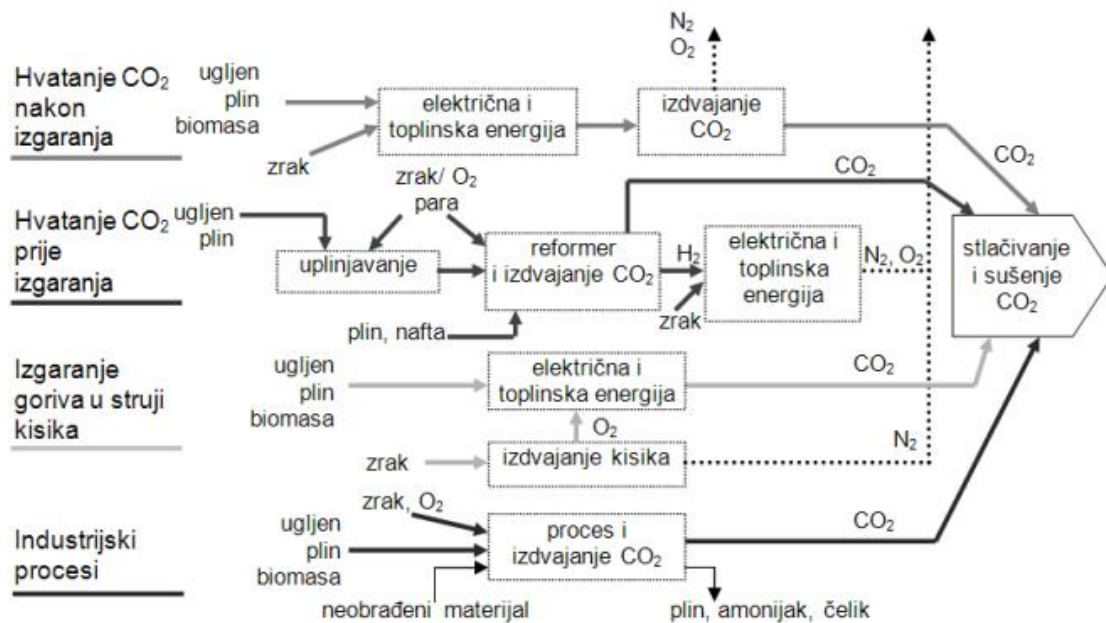 Hvatanje CO₂
nakon
izgaranja
ugljen
plin
biomasa
zrak
električna i
toplinska energija
izdvajanje
CO₂
N₂
O₂
CO₂
Hvatanje CO₂
prije
izgaranja
ugljen
plin
zrak/ O₂
para
uplinjavanje
reformer
i izdvajanje CO₂
plin, nafta
CO₂
H₂
zrak
električna i
toplinska
energija
N₂, O₂
stlačivanje
i sušenje
CO₂
Izgaranje
goriva u struji
kisika
ugljen
plin
biomasa
električna i
toplinska energija
CO₂
O₂
zrak
izdvajanje kisika
N₂
Industrijski
procesi
zrak, O₂
ugljen
plin
biomasa
neobrađeni materijal
proces i
izdvajanje CO₂
CO₂
plin, amonijak, čelik